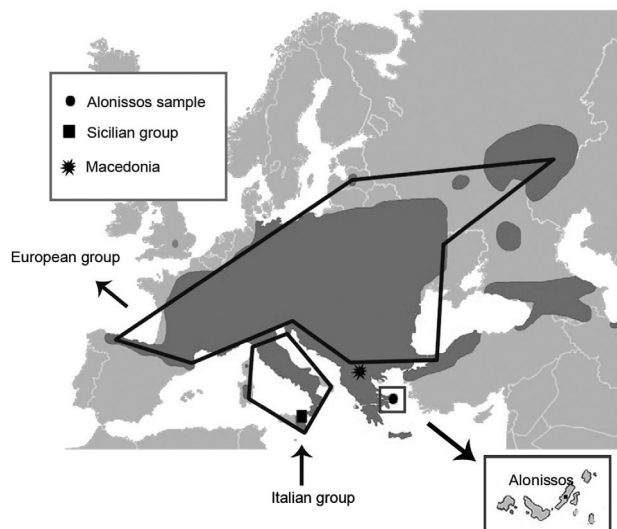 Alonissos sample
Sicilian group
Macedonia
European group
Italian group
Alonissos